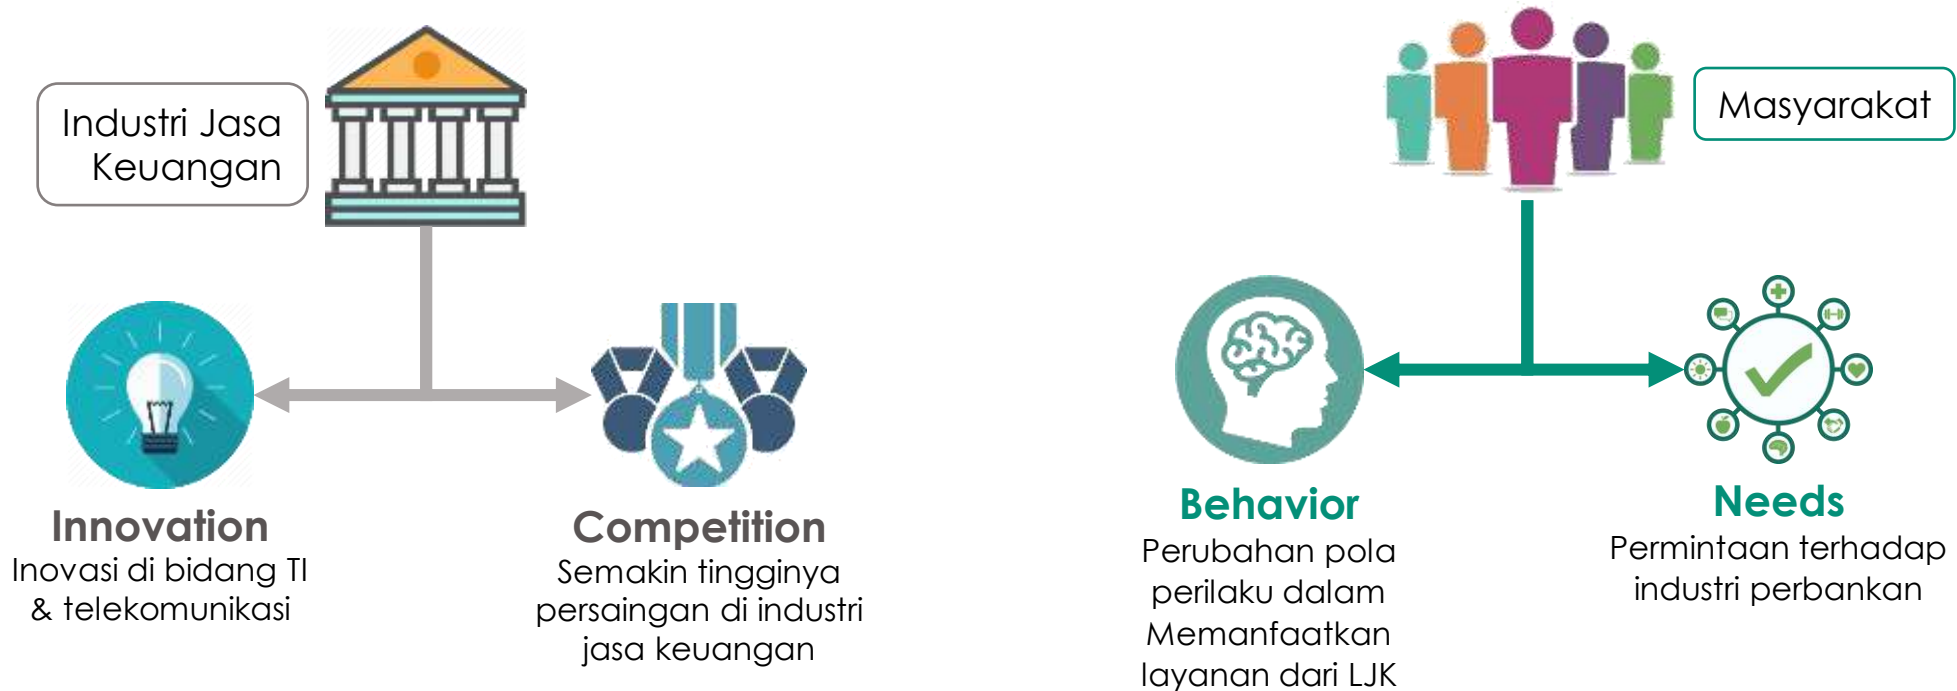 Industri Jasa
Keuangan
Masyarakat
Innovation
Inovasi di bidang TI
& telekomunikasi
Competition
Semakin tingginya
persaingan di industri
jasa keuangan
Behavior
Perubahan pola
perilaku dalam
Memanfaatkan
layanan dari LJK
Needs
Permintaan terhadap
industri perbankan